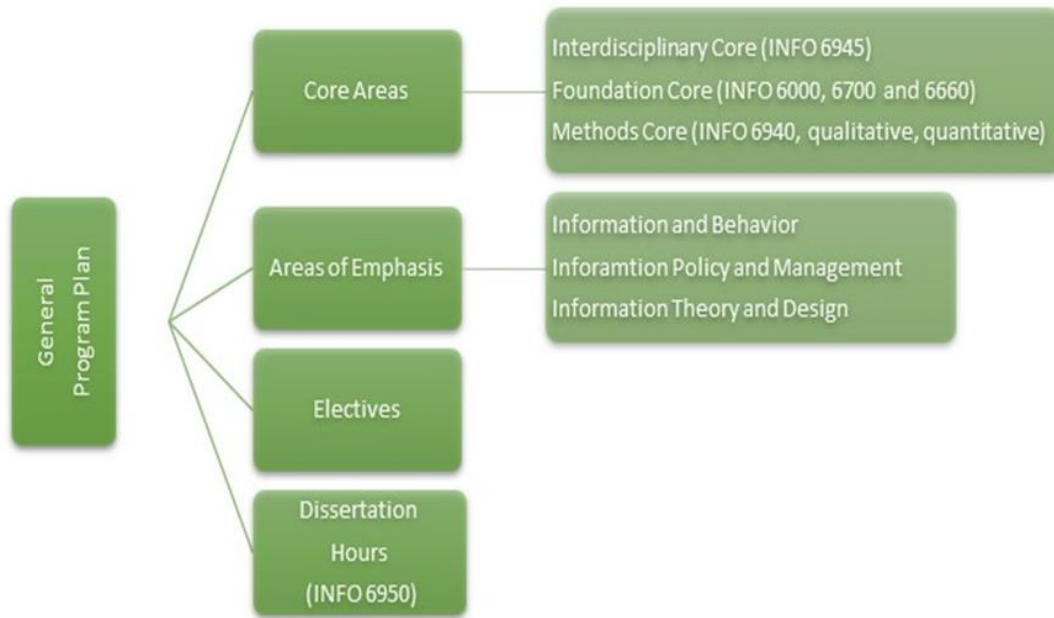 General
Program Plan
Core Areas
Interdisciplinary Core (INFO 6945)
Foundation Core (INFO 6000, 6700 and 6660)
Methods Core (INFO 6940, qualitative, quantitative)
Areas of Emphasis
Information and Behavior
Inforamtion Policy and Management
Information Theory and Design
Electives
Dissertation
Hours
(INFO 6950)